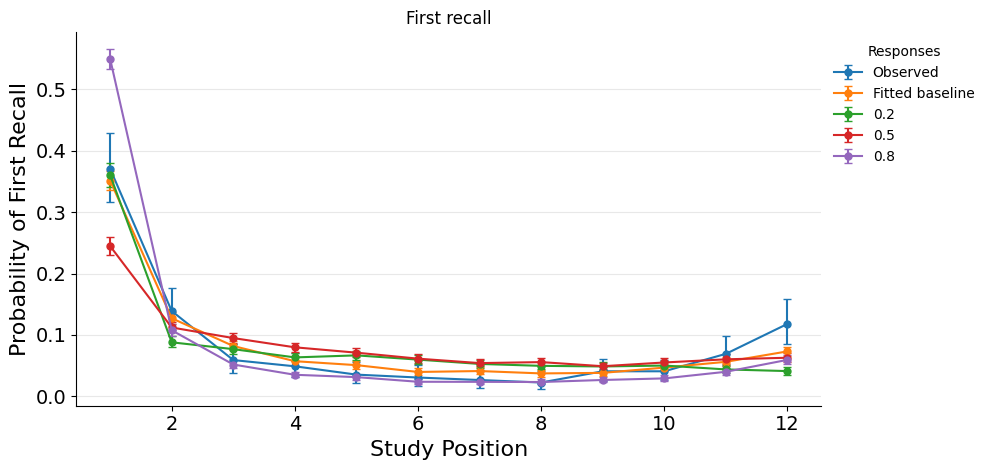 First recall
Probability of First Recall
0.5
0.4
0.3
0.2
0.1
0.0
2
4
6
8
10
12
Study Position
Responses
Observed
Fitted baseline
0.2
0.5
0.8